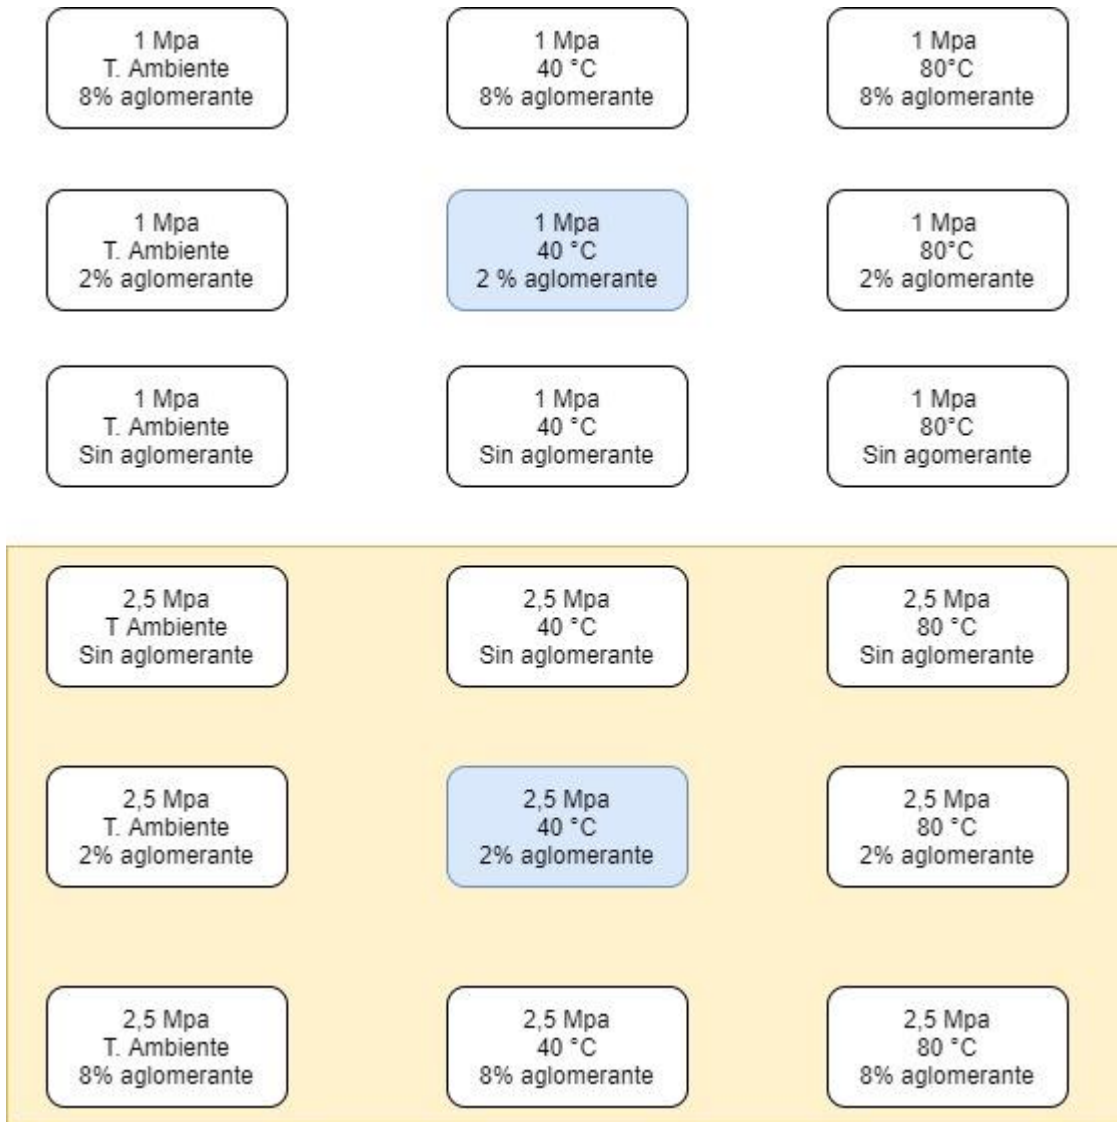 1 Mpa
T. Ambiente
8% aglomerante
1 Mpa
40 °C
8% aglomerante
1 Mpa
80°C
8% aglomerante
1 Mpa
T. Ambiente
2% aglomerante
1 Mpa
40 °C
2 % aglomerante
1 Mpa
80°C
2% aglomerante
1 Mpa
T. Ambiente
Sin aglomerante
1 Mpa
40 °C
Sin aglomerante
1 Mpa
80°C
Sin agomerante
2,5 Mpa
T Ambiente
Sin aglomerante
2,5 Mpa
40 °C
Sin aglomerante
2,5 Mpa
80 °C
Sin aglomerante
2,5 Mpa
T. Ambiente
2% aglomerante
2,5 Mpa
40 °C
2% aglomerante
2,5 Mpa
80 °C
2% aglomerante
2,5 Mpa
T. Ambiente
8% aglomerante
2,5 Mpa
40 °C
8% aglomerante
2,5 Mpa
80 °C
8% aglomerante